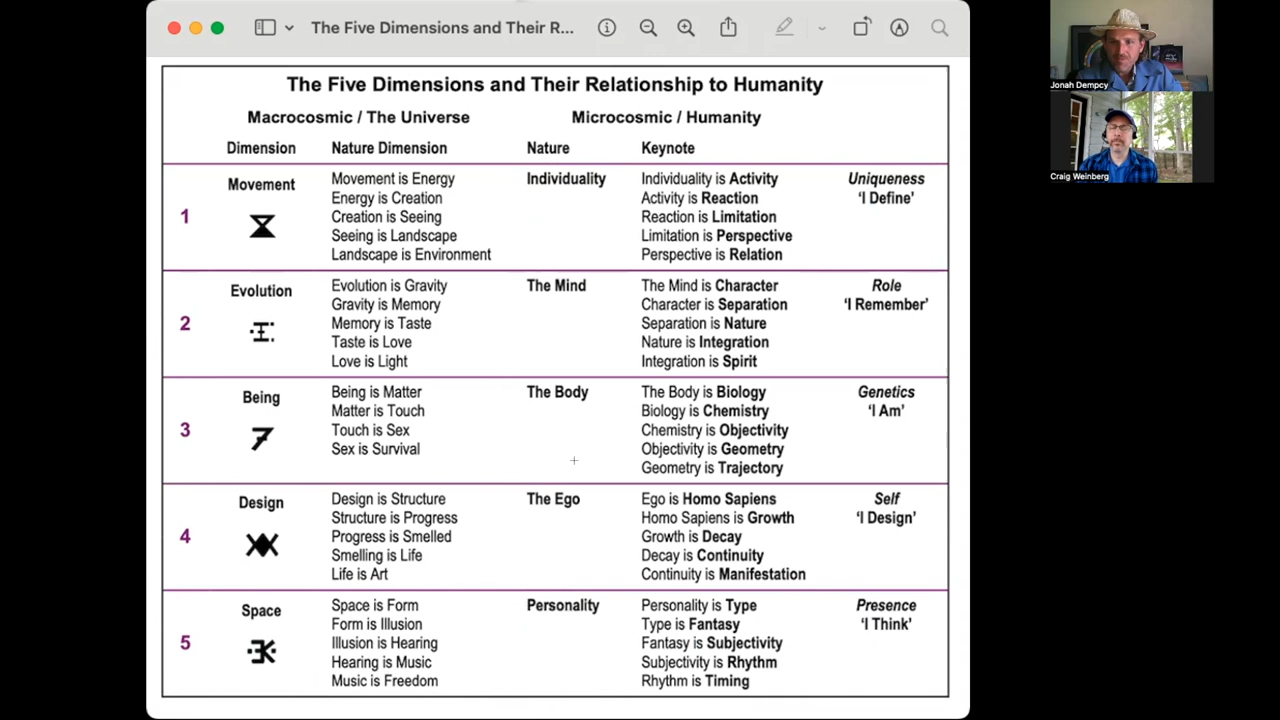 The Five Dimensions and Their R...
Jonah Dempcy
Craig Weinberg
The Five Dimensions and Their Relationship to Humanity
Macrocosmic / The Universe Microcosmic / Humanity
Dimension Nature Dimension Nature Keynote
1
Movement
Movement is Energy
Energy is Creation
Creation is Seeing
Seeing is Landscape
Landscape is Environment
Individuality
Individuality is Activity
Activity is Reaction
Reaction is Limitation
Limitation is Perspective
Perspective is Relation
Uniqueness
'I Define'
2
Evolution
Evolution is Gravity
Gravity is Memory
Memory is Taste
Taste is Love
Love is Light
The Mind
The Mind is Character
Character is Separation
Separation is Nature
Nature is Integration
Integration is Spirit
Role
'I Remember'
3
Being
Being is Matter
Matter is Touch
Touch is Sex
Sex is Survival
The Body
The Body is Biology
Biology is Chemistry
Chemistry is Objectivity
Objectivity is Geometry
Geometry is Trajectory
Genetics
'I Am'
4
Design
Design is Structure
Structure is Progress
Progress is Smelled
Smelling is Life
Life is Art
The Ego
Ego is Homo Sapiens
Homo Sapiens is Growth
Growth is Decay
Decay is Continuity
Continuity is Manifestation
Self
'I Design'
5
Space
Space is Form
Form is Illusion
Illusion is Hearing
Hearing is Music
Music is Freedom
Personality
Personality is Type
Type is Fantasy
Fantasy is Subjectivity
Subjectivity is Rhythm
Rhythm is Timing
Presence
'I Think'